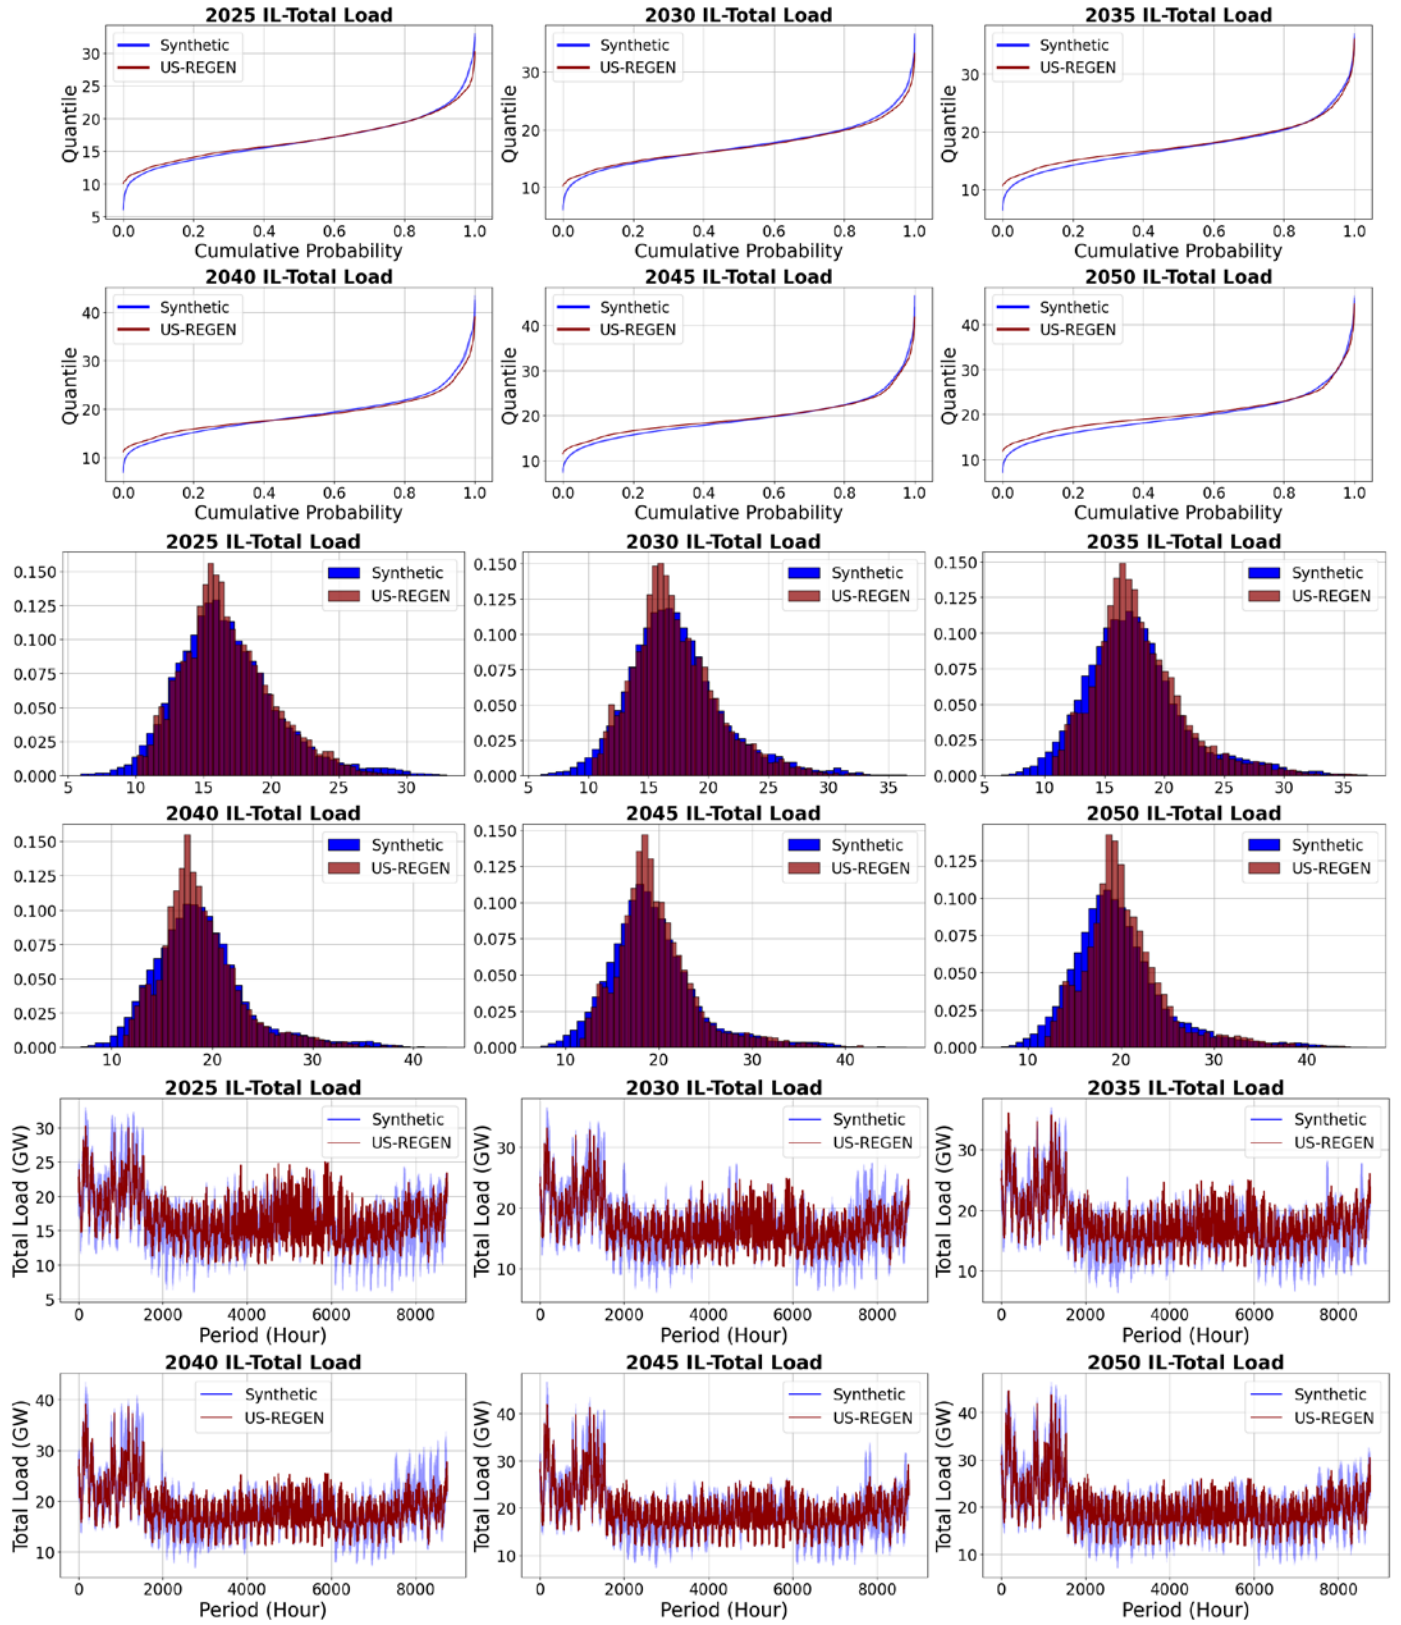 2025 IL-Total Load
2030 IL-Total Load
2035 IL-Total Load
Synthetic
US-REGEN
Synthetic
US-REGEN
Synthetic
US-REGEN
Quantile
30
25
20
15
10
5
Quantile
30
20
10
Quantile
30
20
10
0.0 0.2 0.4 0.6 0.8 1.0
0.0 0.2 0.4 0.6 0.8 1.0
0.0 0.2 0.4 0.6 0.8 1.0
Cumulative Probability
Cumulative Probability
Cumulative Probability
2040 IL-Total Load
2045 IL-Total Load
2050 IL-Total Load
Synthetic
US-REGEN
Synthetic
US-REGEN
Synthetic
US-REGEN
Quantile
40
30
20
10
Quantile
40
30
20
10
Quantile
40
30
20
10
0.0 0.2 0.4 0.6 0.8 1.0
0.0 0.2 0.4 0.6 0.8 1.0
0.0 0.2 0.4 0.6 0.8 1.0
Cumulative Probability
Cumulative Probability
Cumulative Probability
2025 IL-Total Load
2030 IL-Total Load
2035 IL-Total Load
Synthetic
US-REGEN
Synthetic
US-REGEN
Synthetic
US-REGEN
0.150
0.125
0.100
0.075
0.050
0.025
0.000
0.150
0.125
0.100
0.075
0.050
0.025
0.000
0.150
0.125
0.100
0.075
0.050
0.025
0.000
5 10 15 20 25 30
10 15 20 25 30 35
5 10 15 20 25 30 35
2040 IL-Total Load
2045 IL-Total Load
2050 IL-Total Load
Synthetic
US-REGEN
Synthetic
US-REGEN
Synthetic
US-REGEN
0.150
0.125
0.100
0.075
0.050
0.025
0.000
0.150
0.125
0.100
0.075
0.050
0.025
0.000
0.125
0.100
0.075
0.050
0.025
0.000
10 20 30 40
10 20 30 40
10 20 30 40
2025 IL-Total Load
2030 IL-Total Load
2035 IL-Total Load
Synthetic
US-REGEN
Synthetic
US-REGEN
Synthetic
US-REGEN
Total Load (GW)
30
25
20
15
10
5
Total Load (GW)
30
20
10
Total Load (GW)
30
20
10
0 2000 4000 6000 8000
0 2000 4000 6000 8000
0 2000 4000 6000 8000
Period (Hour)
Period (Hour)
Period (Hour)
2040 IL-Total Load
2045 IL-Total Load
2050 IL-Total Load
Synthetic
US-REGEN
Synthetic
US-REGEN
Synthetic
US-REGEN
Total Load (GW)
40
30
20
10
Total Load (GW)
40
30
20
10
Total Load (GW)
40
30
20
10
0 2000 4000 6000 8000
0 2000 4000 6000 8000
0 2000 4000 6000 8000
Period (Hour)
Period (Hour)
Period (Hour)